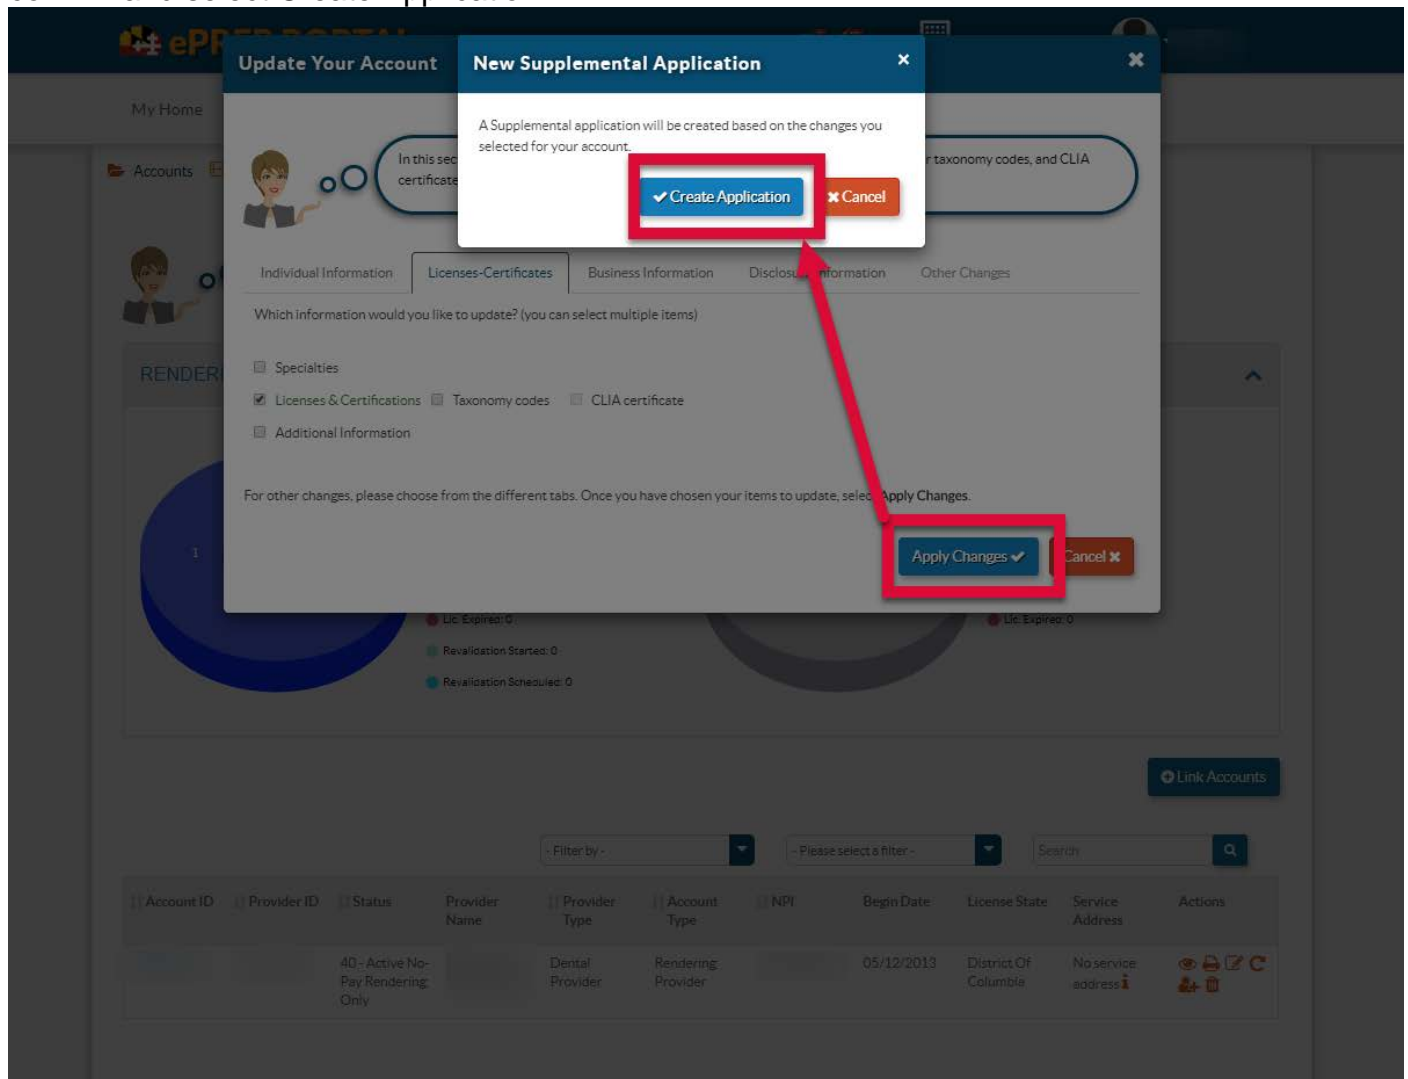 ePR
Update Your Account
New Supplemental Application
My Home
A Supplemental application will be created based on the changes you
selected for your account.
Accounts
In this sec
r taxonomy codes, and CLIA
certificate
Create Application
Cancel
Individual Information
Licenses-Certificates
Business Information
Other Changes
Which information would you like to update? (you can select multiple items)
RENDER
Specialties
Licenses & Certifications
Taxonomy codes
CLIA certificate
Additional Information
For other changes, please choose from the different tabs. Once you have chosen your items to update, selec Apply Changes.
1
Apply Changes
Cancel
Lic. Expired: 0
Lic. Expired: 0
Revalidation Started: 0
Revalidation Scheduled: 0
Link Accounts
- Filter by -
- Please select a filter -
Search
Account ID
Provider ID
Status
Provider
Name
Provider
Type
Account
Type
NPI
Begin Date
License State
Service
Address
Actions
40 - Active No-
Pay Rendering
Only
Dental
Provider
Rendering
Provider
05/12/2013
District Of
Columbia
No service
address